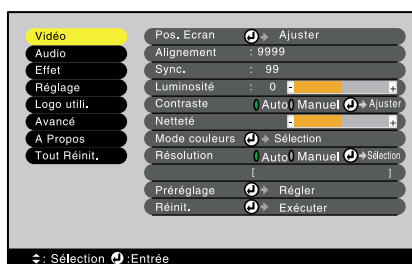 Vidéo
Audio
Effet
Réglage
Logo utili.
Avancé
A Propos
Tout Réinit.
Pos. Ecran Ajuster
Alignement : 9999
Sync. : 99
Luminosité : 0 - +
Contraste Auto Manuel Ajuster
Netteté - +
Mode couleurs Sélection
Résolution Auto Manuel Sélection
[ ]
Préréglage Régler
Réinit. Exécuter
: Sélection :Entrée